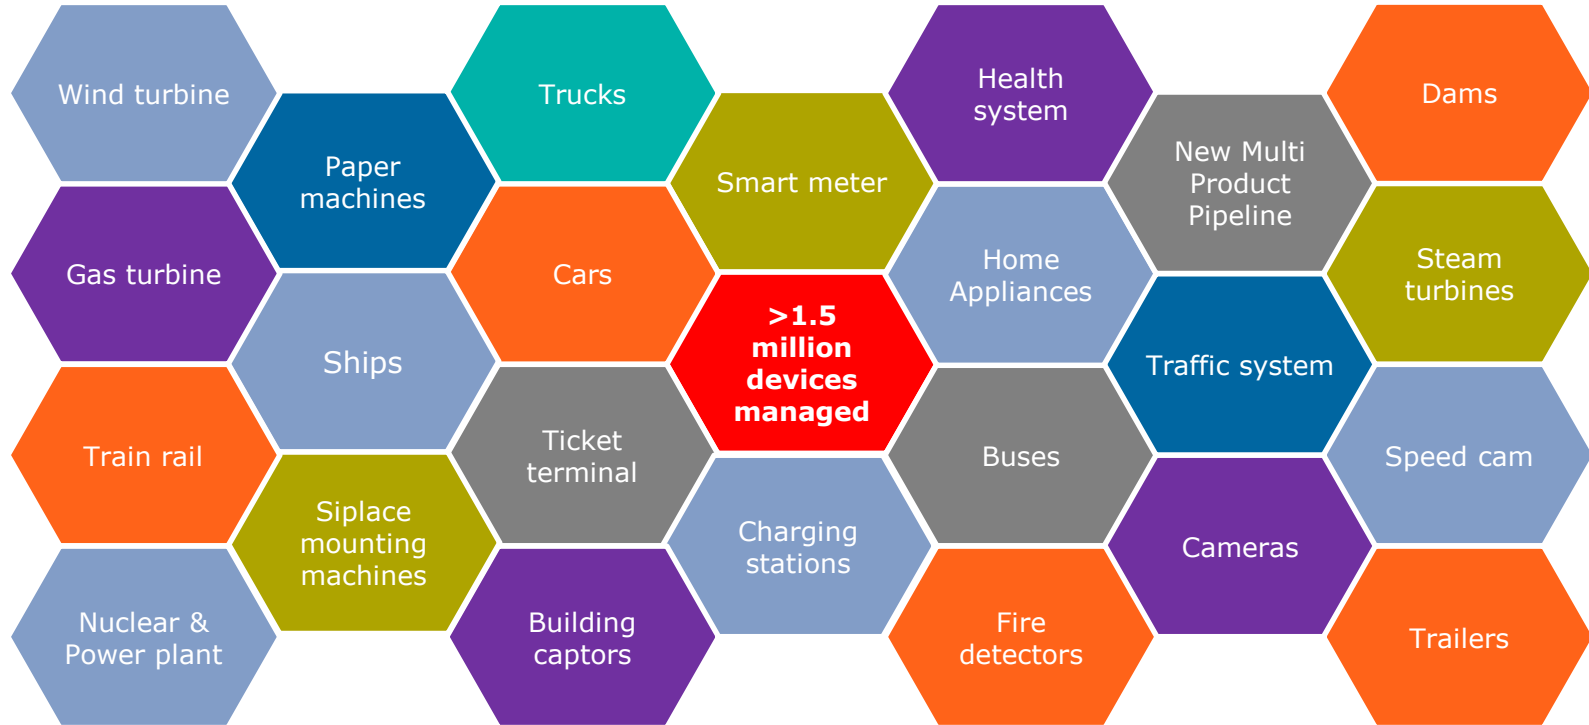 Wind turbine
Trucks
Health
system
Dams
Paper
machines
Smart meter
New Multi
Product
Pipeline
Gas turbine
Cars
Home
Appliances
Steam
turbines
Ships
>1.5
million
devices
managed
Traffic system
Train rail
Ticket
terminal
Buses
Speed cam
Siplace
mounting
machines
Charging
stations
Cameras
Nuclear &
Power plant
Building
captors
Fire
detectors
Trailers